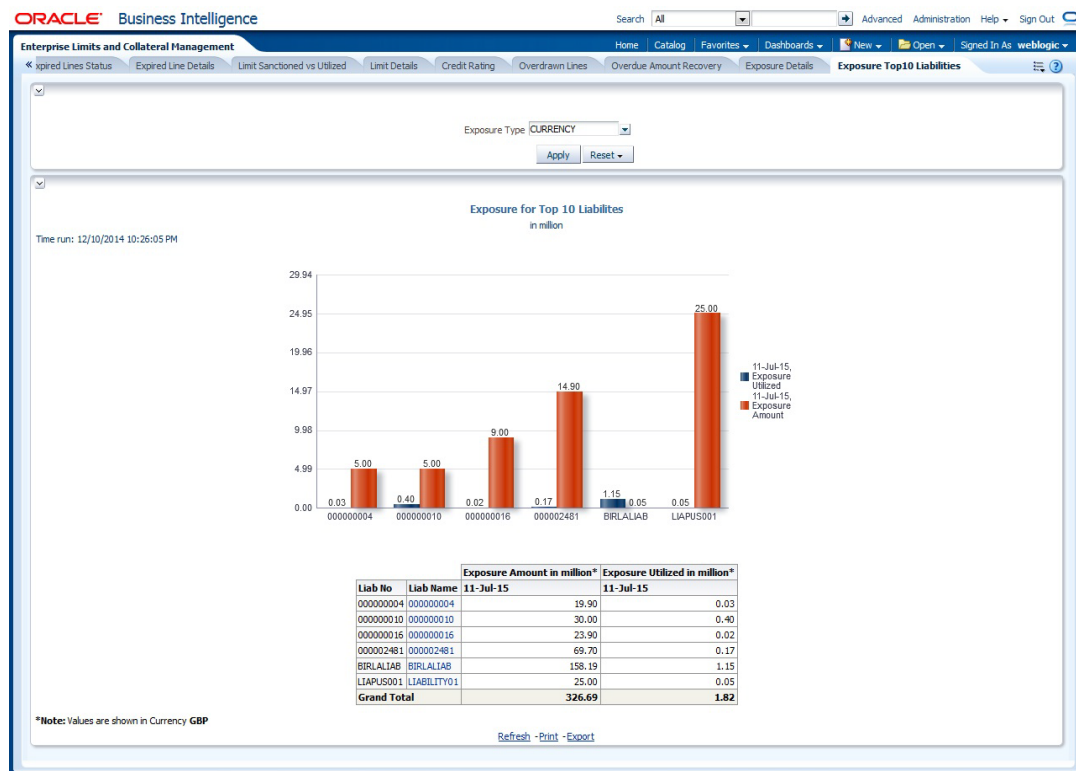 ORACLE Business Intelligence
Search All Advanced Administration Help Sign Out
Enterprise Limits and Collateral Management
Home Catalog Favorites Dashboards New Open Signed In As weblogic
« xpired Lines Status Expired Line Details Limit Sanctioned vs Utilized Limit Details Credit Rating Overdrawn Lines Overdue Amount Recovery Exposure Details Exposure Top10 Liabilities
Exposure Type CURRENCY
Apply Reset
Exposure for Top 10 Liabilites
in million
Time run: 12/10/2014 10:26:05 PM
29.94
24.95
19.96
14.97
9.98
4.99
0.00
0.03 5.00 0.40 5.00 0.02 9.00 0.17 14.90 1.15 0.05 0.05 25.00
000000004 000000010 000000016 000002481 BIRLALIAB LIAPUS001
11-Jul-15,
Exposure
Utilized
11-Jul-15,
Exposure
Amount
Exposure Amount in million* Exposure Utilized in million*
Liab No Liab Name 11-Jul-15 11-Jul-15
000000004 000000004 19.90 0.03
000000010 000000010 30.00 0.40
000000016 000000016 23.90 0.02
000002481 000002481 69.70 0.17
BIRLALIAB BIRLALIAB 158.19 1.15
LIAPUS001 LIABILITY01 25.00 0.05
Grand Total 326.69 1.82
*Note: Values are shown in Currency GBP
Refresh - Print - Export